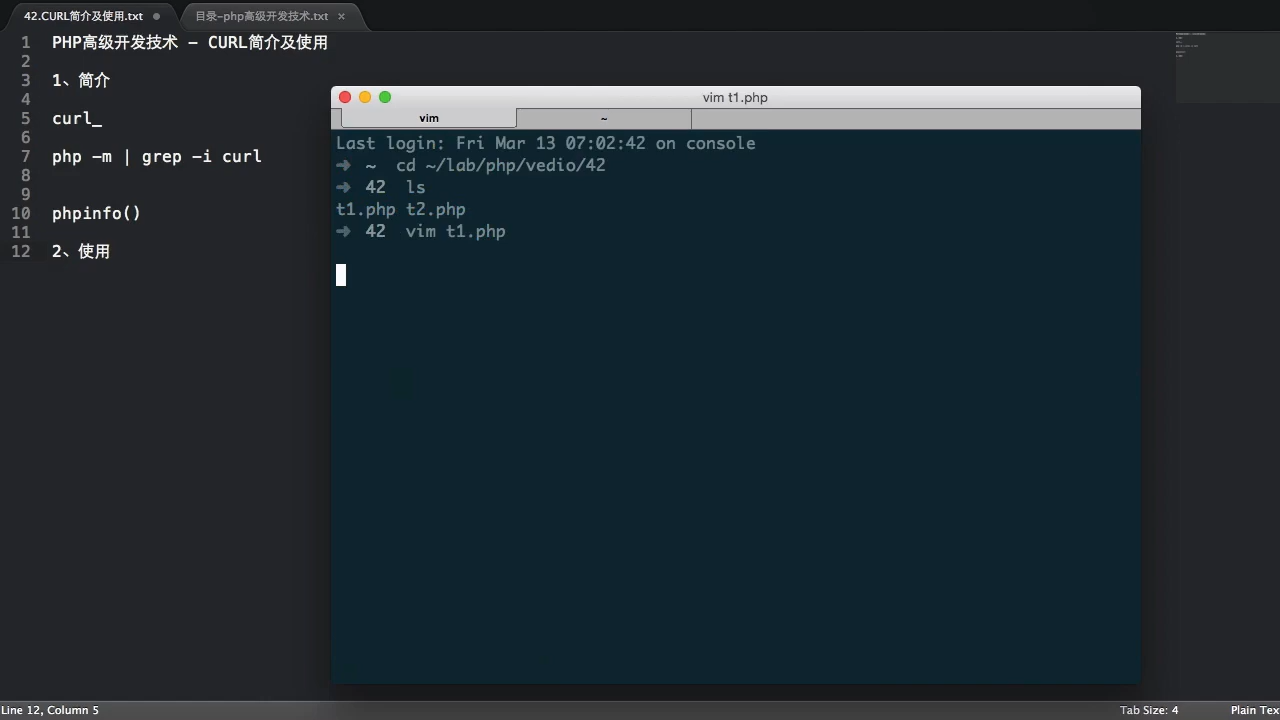 42.CURL简介及使用.txt
目录-php高级开发技术.txt ×
1 PHP高级开发技术 - CURL简介及使用
2
3 1、简介
4
5 curl_
6
7 php -m | grep -i curl
8
9
10 phpinfo()
11
12 2、使用
vim t1.php
vim
~
Last login: Fri Mar 13 07:02:42 on console
➜ ~ cd ~/lab/php/vedio/42
➜ 42 ls
t1.php t2.php
➜ 42 vim t1.php
Line 12, Column 5
Tab Size: 4
Plain Tex